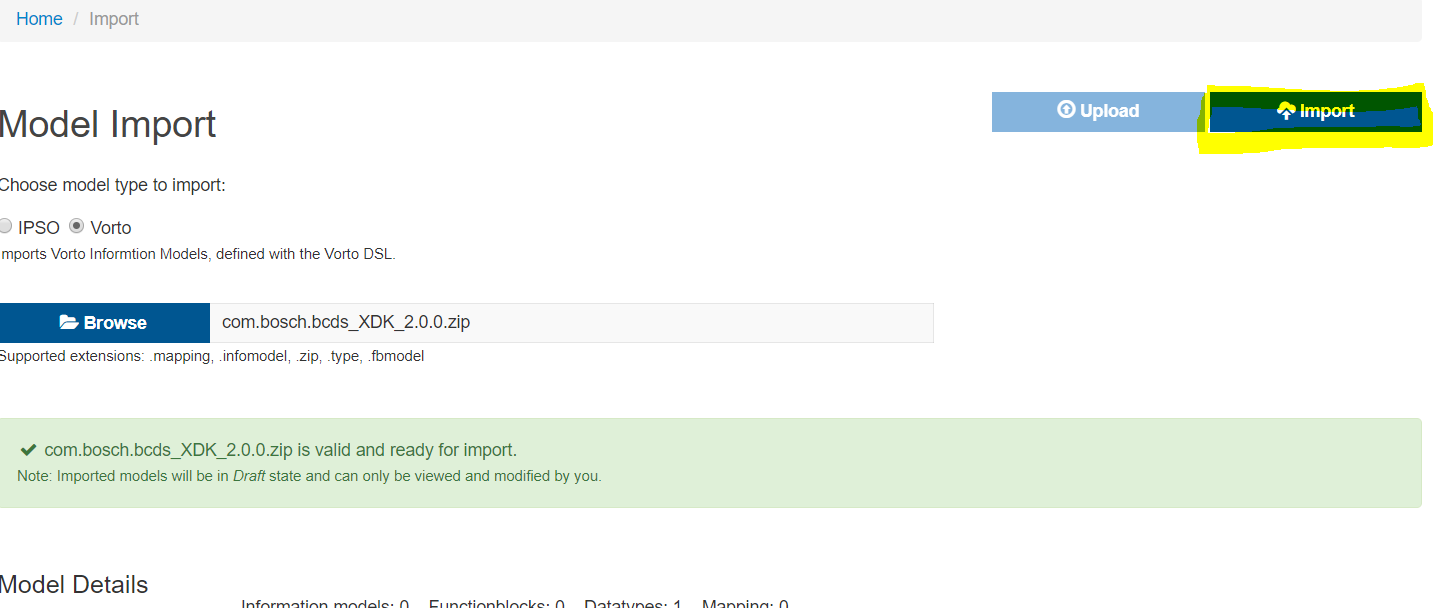 Home / Import
Upload
Import
Model Import
Choose model type to import:
IPSO Vorto
mports Vorto Informtion Models, defined with the Vorto DSL.
Browse com.bosch.bcds_XDK_2.0.0.zip
Supported extensions: .mapping, .infomodel, .zip, .type, .fbmodel
com.bosch.bcds_XDK_2.0.0.zip is valid and ready for import.
Note: Imported models will be in Draft state and can only be viewed and modified by you.
Model Details
Information models: 0 Functionblocks: 0 Datatypes: 1 Mapping: 0